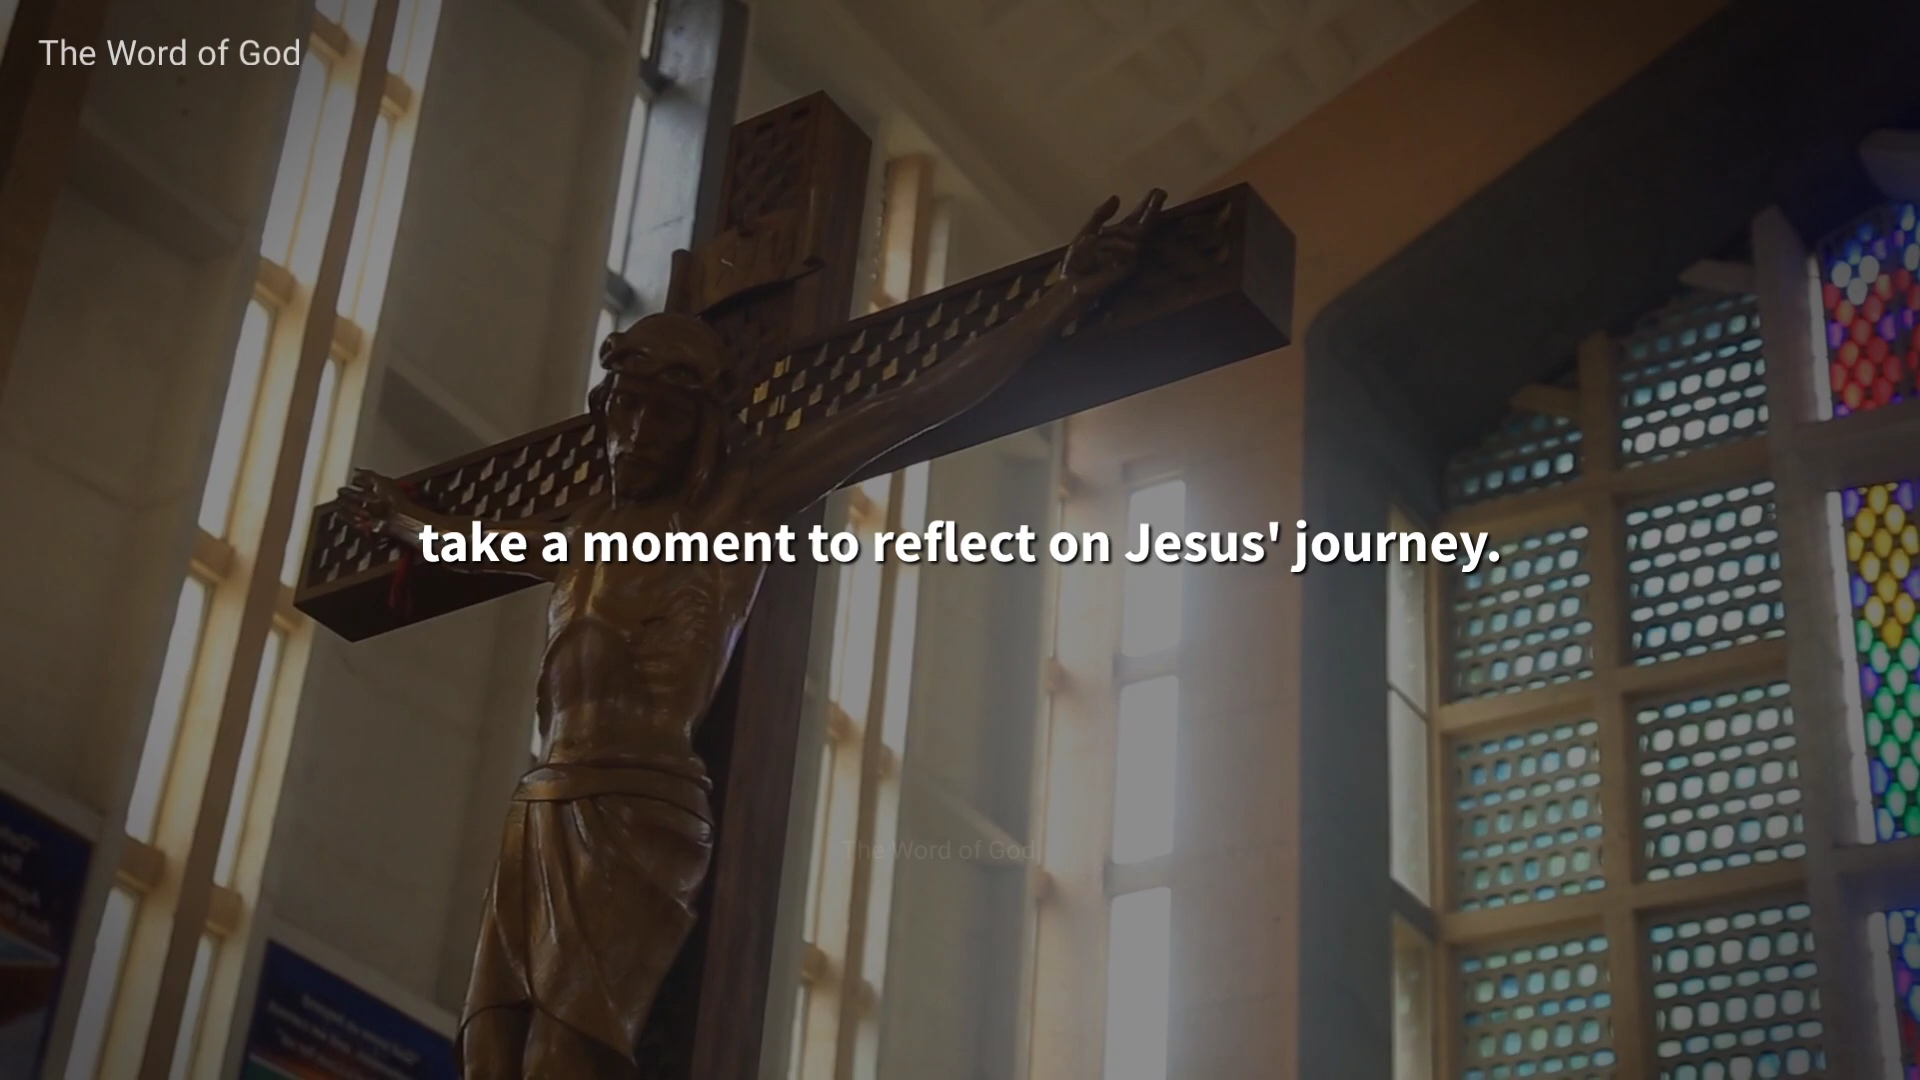 The Word of God
take a moment to reflect on Jesus' journey.
The Word of God